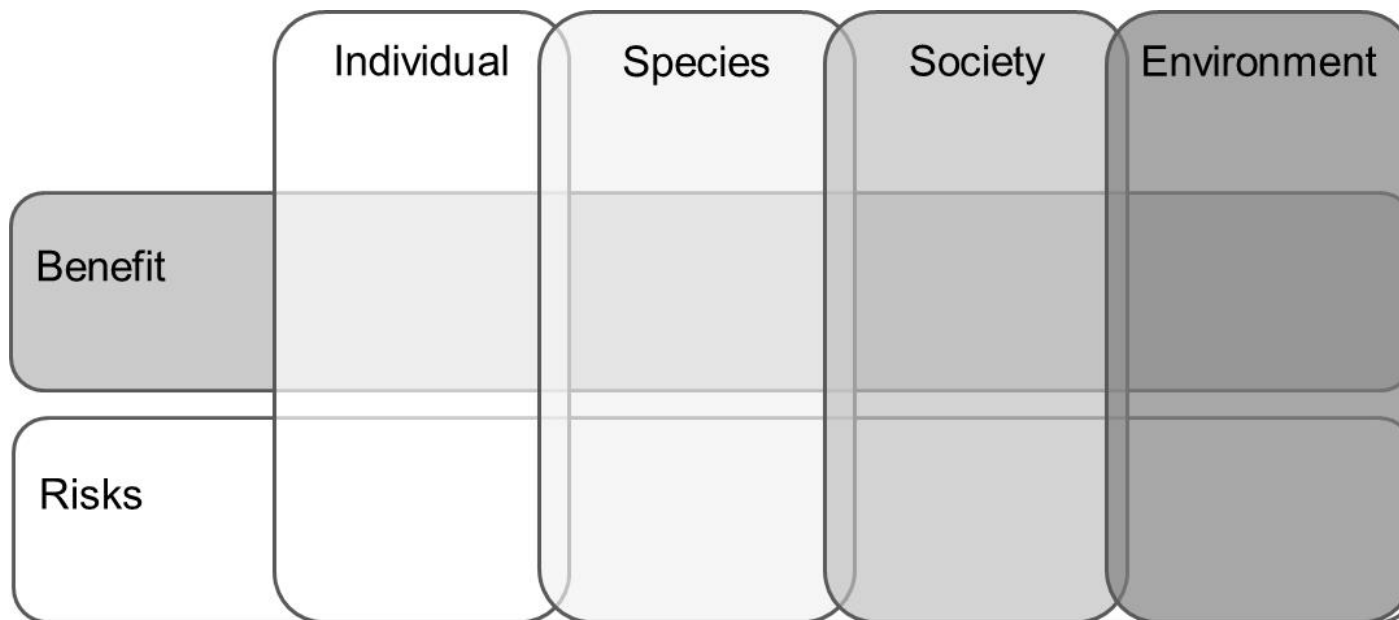 Individual
Species
Society
Environment
Benefit
Risks